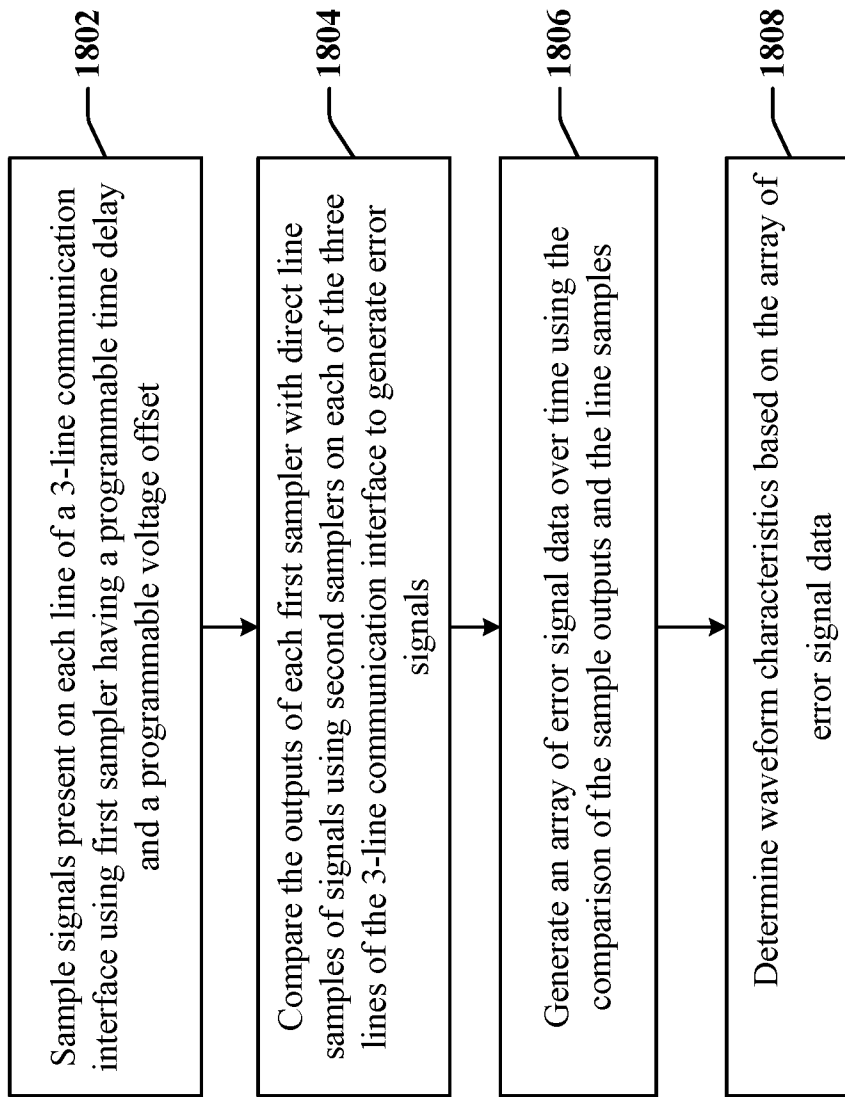 Sample signals present on each line of a 3-line communication
interface using first sampler having a programmable time delay
and a programmable voltage offset
1802
Compare the outputs of each first sampler with direct line
samples of signals using second samplers on each of the three
lines of the 3-line communication interface to generate error
signals
1804
Generate an array of error signal data over time using the
comparison of the sample outputs and the line samples
1806
Determine waveform characteristics based on the array of
error signal data
1808